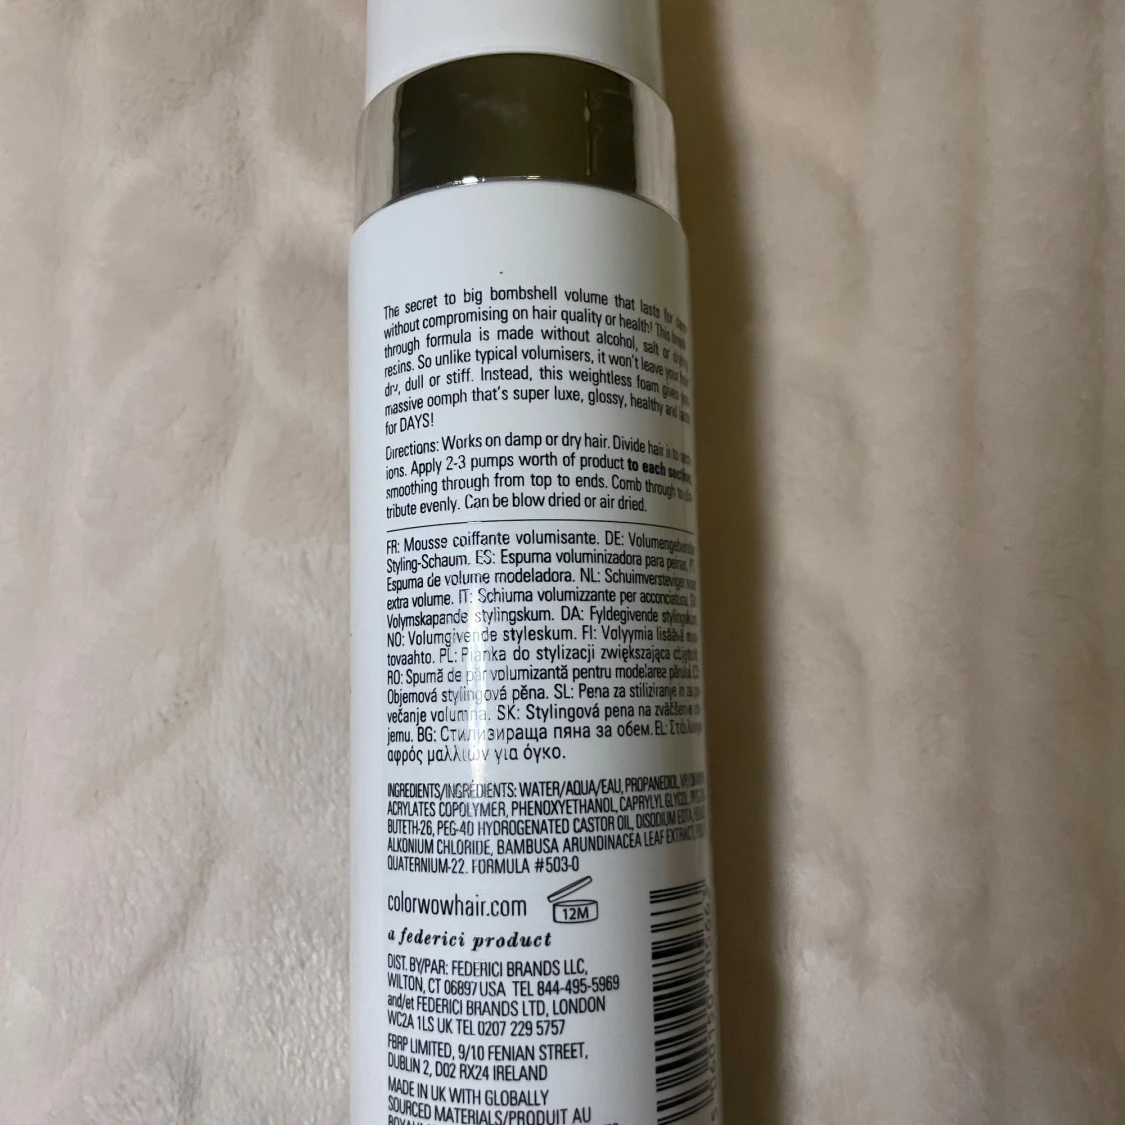 The secret to big bombshell volume that lasts for
without compromising on hair quality or health! This
through formula is made without alcohol, salt or
resins. So unlike typical volumisers, it won't leave your
dry, dull or stiff. Instead, this weightless foam gives
massive oomph that's super luxe, glossy, healthy and
for DAYS!
Directions: Works on damp or dry hair. Divide hair in to
ions. Apply 2-3 pumps worth of product to each section,
smoothing through from top to ends. Comb through to
tribute evenly. Can be blow dried or air dried.
FR: Mousse coiffante volumisante. DE: Volumengebender
Styling-Schaum. ES: Espuma voluminizadora para peinar.
Espuma de volume modeladora. NL: Schuimversteviger voor
extra volume. IT: Schiuma volumizzante per acconciatura.
Volymskapande stylingskum. DA: Fyldegivende
NO: Volumgivende styleskum. FI: Volyymia lisäävä
tovaahto. PL: Pianka do stylizacji zwiększająca objętość.
RO: Spumă de păr volumizantă pentru modelarea părului.
Objemová stylingová pěna. SL: Pena za stiliziranje in za
večanje volumna. SK: Stylingová pena na zväčšenie
jemu. BG: Стилизираща пяна за обем. EL:
αφρός μαλλιών για όγκο.
INGREDIENTS/INGRÉDIENTS: WATER/AQUA/EAU, PROPANEDIOL,
ACRYLATES COPOLYMER, PHENOXYETHANOL, CAPRYLYL GLYCOL,
BUTETH-26, PEG-40 HYDROGENATED CASTOR OIL, DISODIUM EDTA,
ALKONIUM CHLORIDE, BAMBUSA ARUNDINACEA LEAF EXTRACT,
QUATERNIUM-22. FORMULA #503-0
colorwowhair.com
12M
a federici product
DIST. BY/PAR: FEDERICI BRANDS LLC,
WILTON, CT 06897 USA TEL 844-495-5969
and/et FEDERICI BRANDS LTD, LONDON
WC2A 1LS UK TEL 0207 229 5757
FBRP LIMITED, 9/10 FENIAN STREET,
DUBLIN 2, D02 RX24 IRELAND
MADE IN UK WITH GLOBALLY
SOURCED MATERIALS/PRODUIT AU